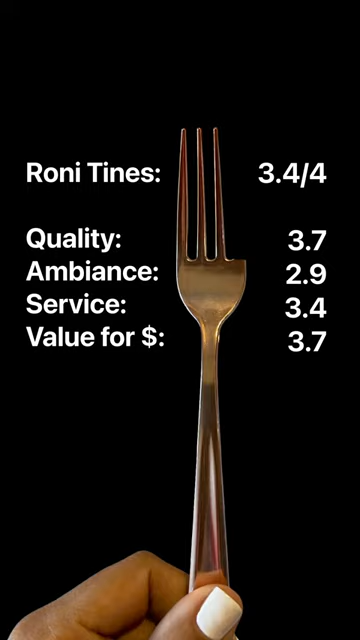 Roni Tines: 3.4/4
Quality: 3.7
Ambiance: 2.9
Service: 3.4
Value for $: 3.7